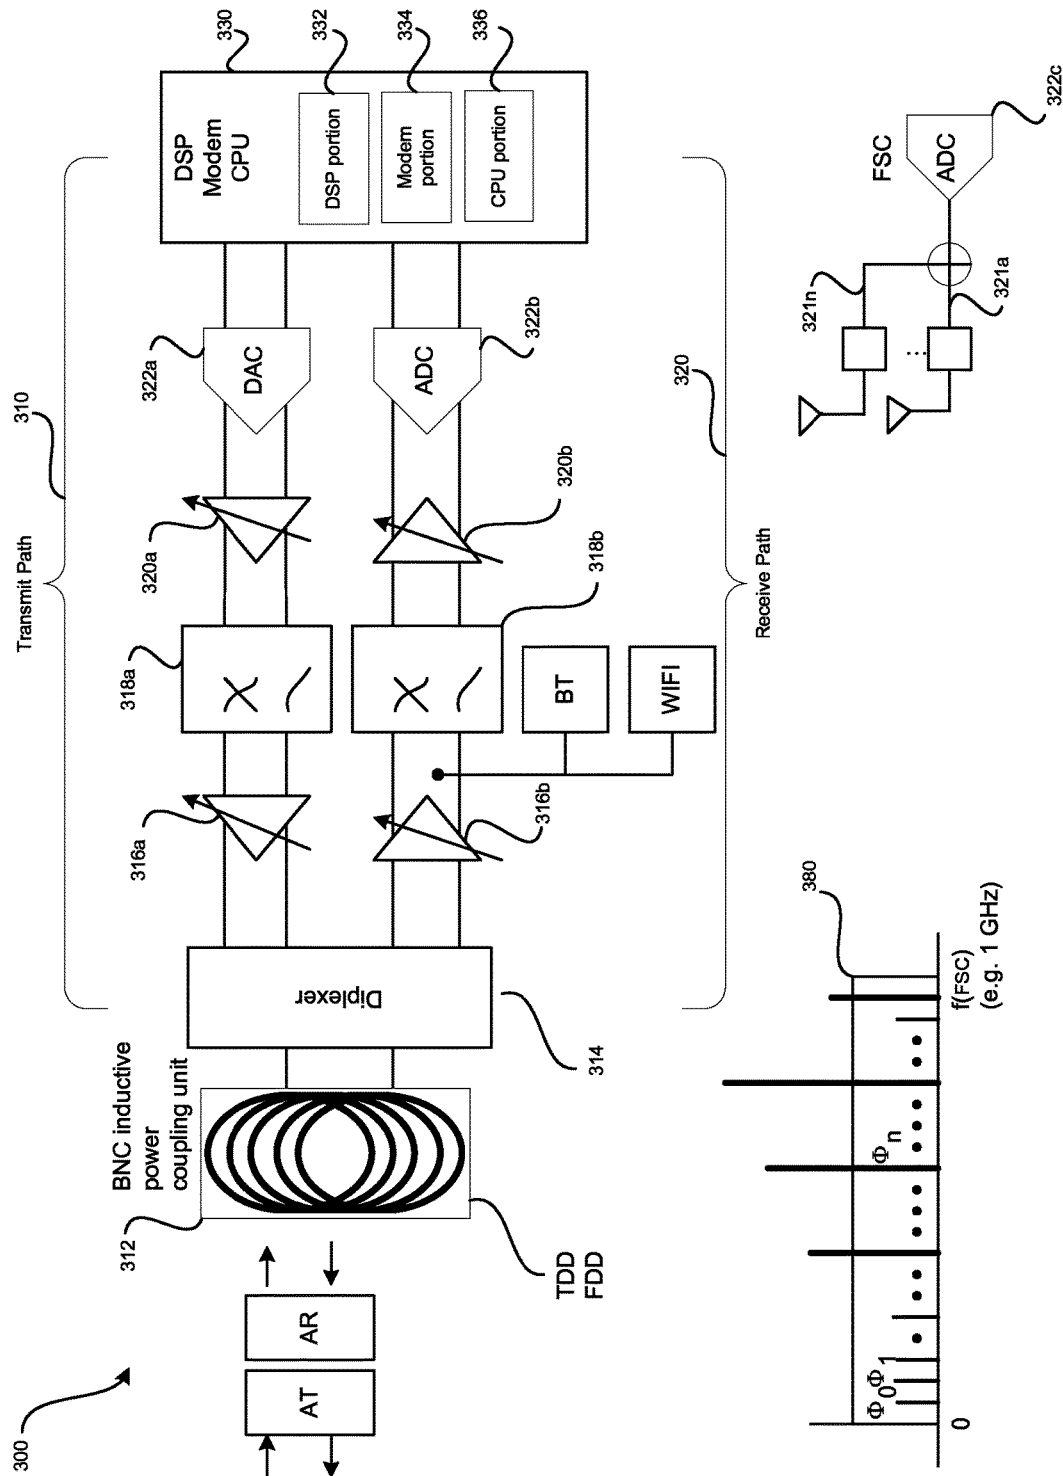 300
310
Transmit Path
BNC inductive
power
coupling unit
312
TDD
FDD
AT
AR
Diplexer
314
316a
318a
320a
322a
DAC
316b
318b
320b
322b
ADC
BT
WIFI
330
DSP
Modem
CPU
332
DSP portion
334
Modem
portion
336
CPU portion
Receive Path
320
0
Φ0
Φ1
Φn
f(FSC)
(e.g. 1 GHz)
380
321n
321a
...
FSC
ADC
322c